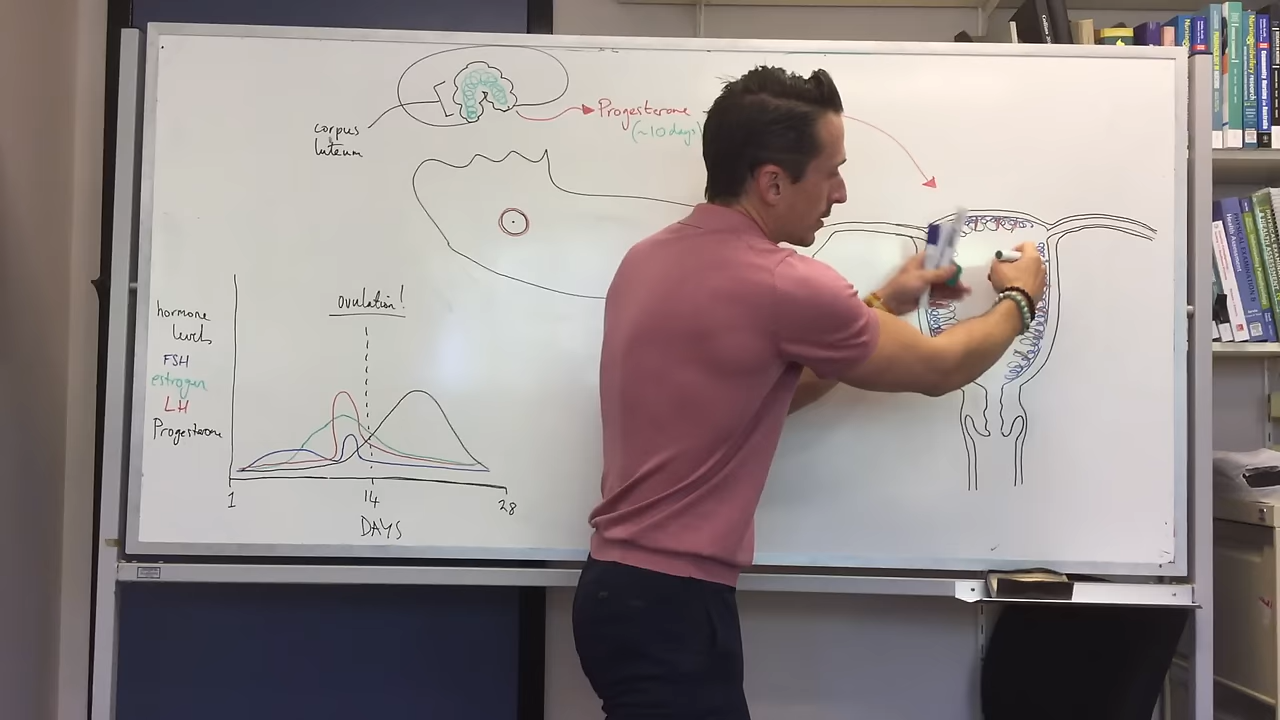 corpus
luteum
Progesterone
(~10 days)
hormone
levels
FSH
estrogen
LH
Progesterone
ovulation!
1
14
28
DAYS